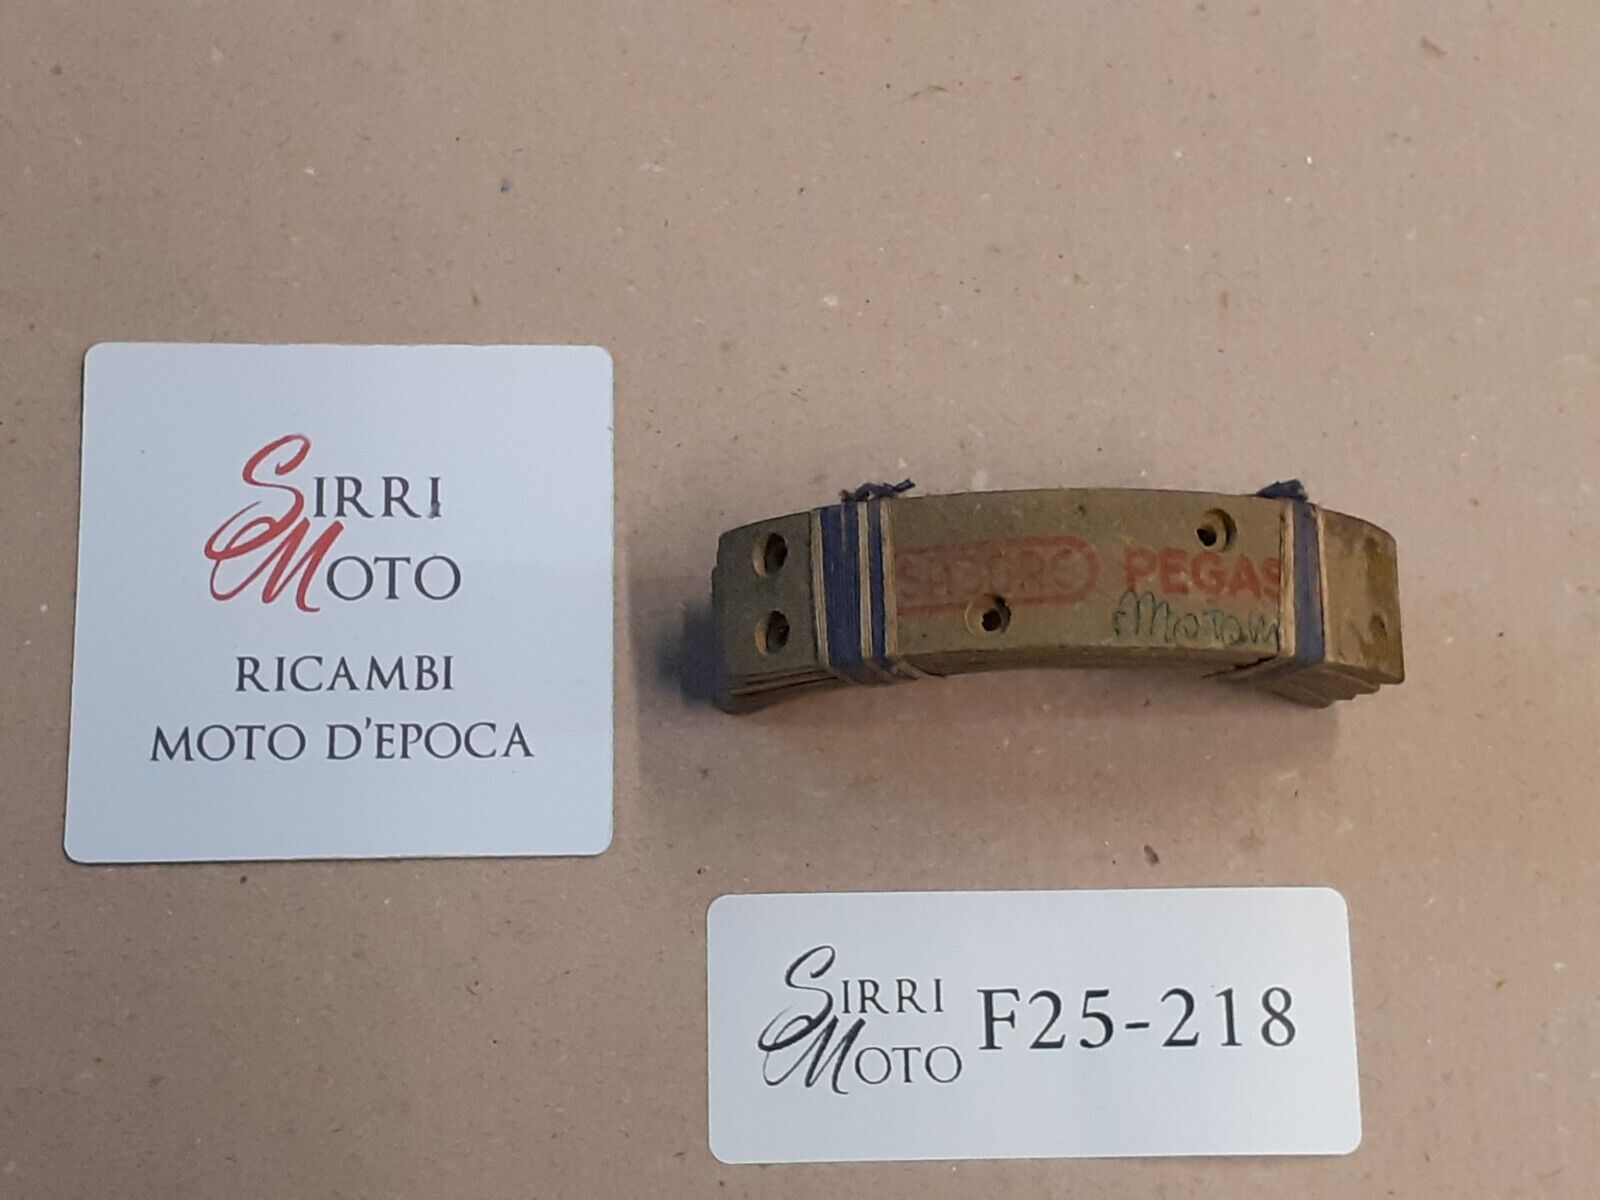 SIRRI
MOTO
RICAMBI
MOTO D'EPOCA
PEGAS
SIRRI
MOTO
F25-218